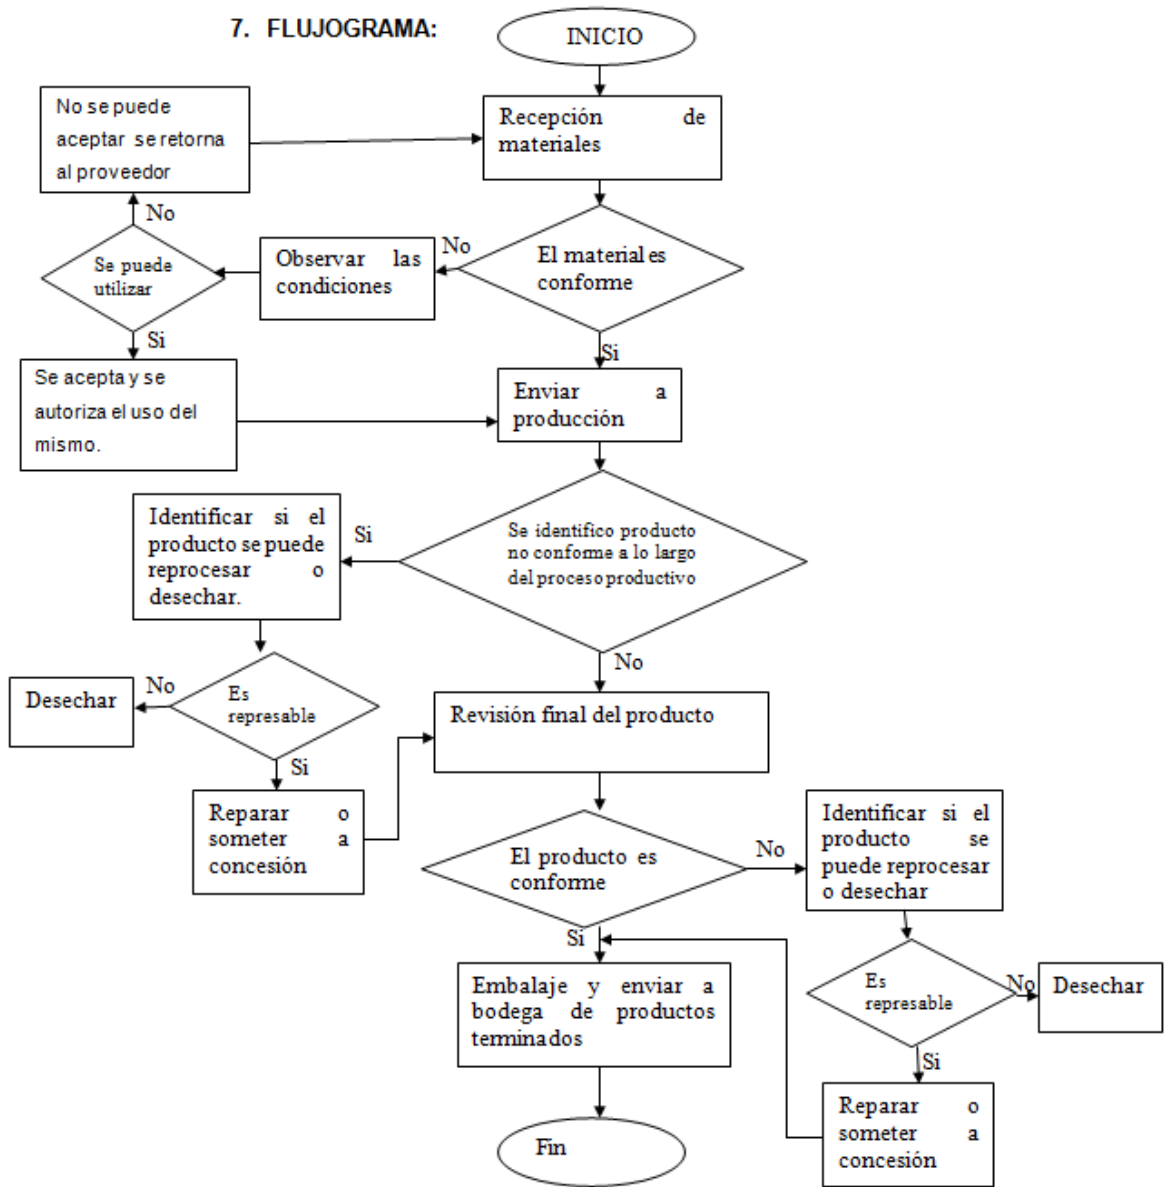 7. FLUJOGRAMA:
INICIO
No se puede
aceptar se retorna
al proveedor
Recepción de
materiales
No
Se puede
utilizar
Observar las
condiciones
No
El material es
conforme
Si
Si
Se acepta y se
autoriza el uso del
mismo.
Enviar a
producción
Identificar si el
producto se puede
reprocesar o
desechar.
Si
Se identifico producto
no conforme a lo largo
del proceso productivo
No
Desechar
No
Es
represable
Si
Revisión final del producto
Reparar o
someter a
concesión
El producto es
conforme
No
Identificar si el
producto se
puede reprocesar
o desechar
Si
Embalaje y enviar a
bodega de productos
terminados
Es
represable
No
Desechar
Si
Reparar o
someter a
concesión
Fin